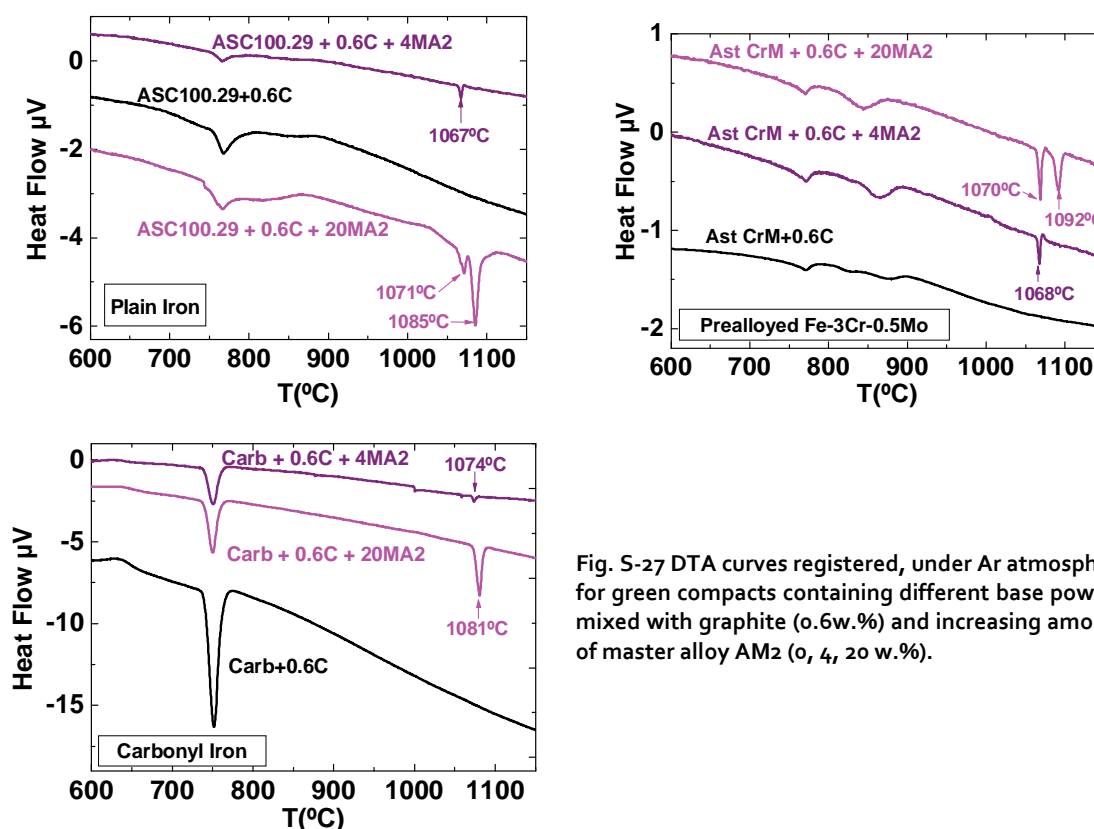 ASC100.29 + 0.6C + 4MA2
ASC100.29+0.6C
1067ºC
ASC100.29 + 0.6C + 20MA2
1071ºC
1085ºC
Plain Iron
0
-2
-4
-6
Heat Flow µV
600 700 800 900 1000 1100
T(ºC)
Ast CrM + 0.6C + 20MA2
Ast CrM + 0.6C + 4MA2
1070ºC
1092ºC
Ast CrM+0.6C
1068ºC
Prealloyed Fe-3Cr-0.5Mo
1
0
-1
-2
Heat Flow µV
600 700 800 900 1000 1100
T(ºC)
Carb + 0.6C + 4MA2
1074ºC
Carb + 0.6C + 20MA2
1081ºC
Carb+0.6C
Carbonyl Iron
0
-5
-10
-15
Heat Flow µV
600 700 800 900 1000 1100
T(ºC)
Fig. S-27 DTA curves registered, under Ar atmosph
for green compacts containing different base pow
mixed with graphite (0.6w.%) and increasing amo
of master alloy AM2 (0, 4, 20 w.%).